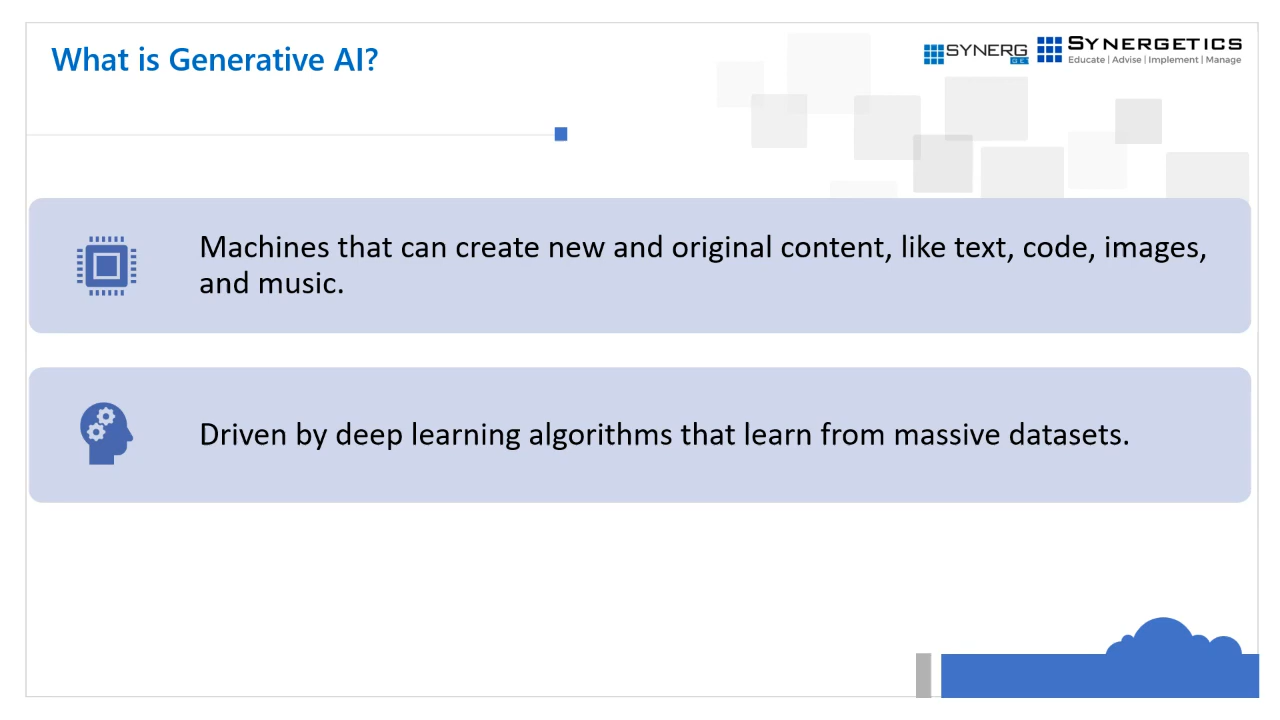 What is Generative AI?
SYNERG
SYNERGETICS
Educate | Advise | Implement | Manage
Machines that can create new and original content, like text, code, images,
and music.
Driven by deep learning algorithms that learn from massive datasets.